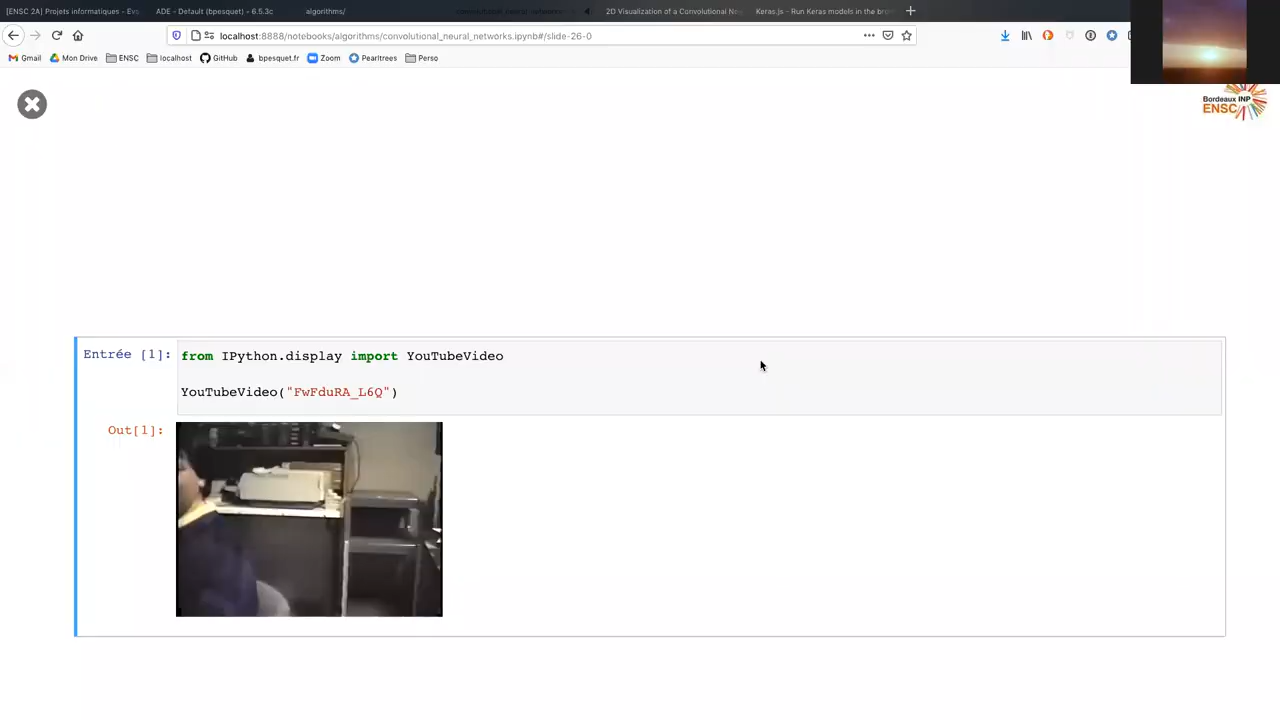 [ENSC 2A] Projets informatiques - Eva
ADE - Default (bpesquet) - 6.5.3c
algorithms/
2D Visualization of a Convolutional Ne
Keras.js - Run Keras models in the bro
localhost:8888/notebooks/algorithms/convolutional_neural_networks.ipynb#/slide-26-0
Gmail Mon Drive ENSC localhost GitHub bpesquet.fr Zoom Pearltrees Perso
Bordeaux INP
ENSC
Entrée [1]: from IPython.display import YouTubeVideo
YouTubeVideo("FwFduRA_L6Q")
Out[1]: